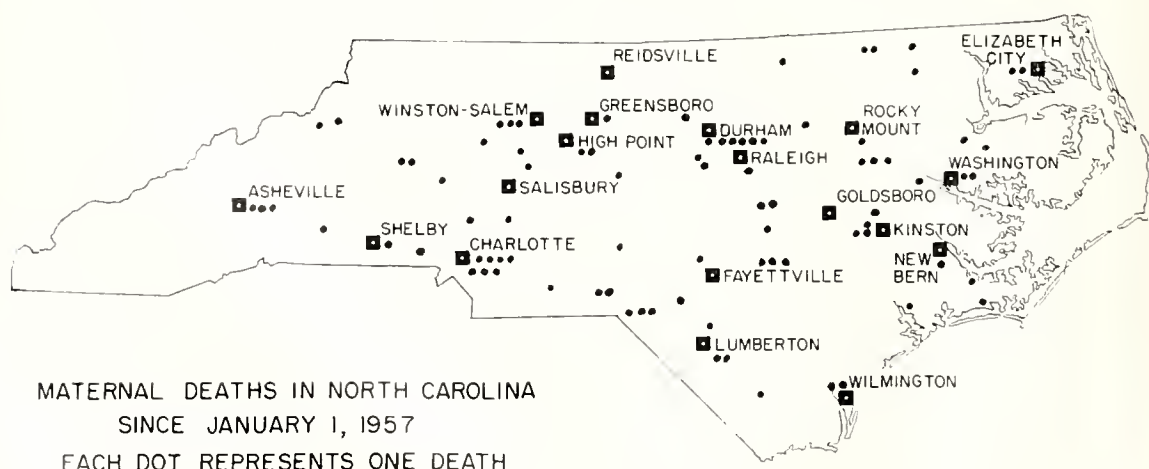 REIDSVILLE
ELIZABETH
CITY
WINSTON-SALEM
GREENSBORO
HIGH POINT
DURHAM
ROCKY
MOUNT
RALEIGH
WASHINGTON
ASHEVILLE
SALISBURY
GOLDSBORO
SHELBY
CHARLOTTE
KINSTON
NEW
BERN
FAYETTVILLE
LUMBERTON
WILMINGTON
MATERNAL DEATHS IN NORTH CAROLINA
SINCE JANUARY 1, 1957
EACH DOT REPRESENTS ONE DEATH